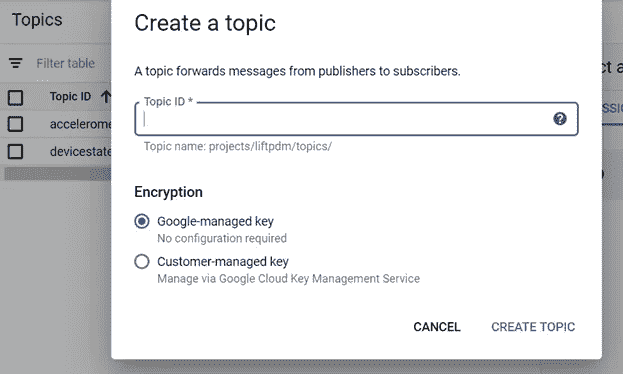 Topics
Filter table
Topic ID
accelerome
devicestate
Create a topic
A topic forwards messages from publishers to subscribers.
Topic ID *
Topic name: projects/liftpdm/topics/
Encryption
Google-managed key
No configuration required
Customer-managed key
Manage via Google Cloud Key Management Service
CANCEL CREATE TOPIC
ct a
SSIO